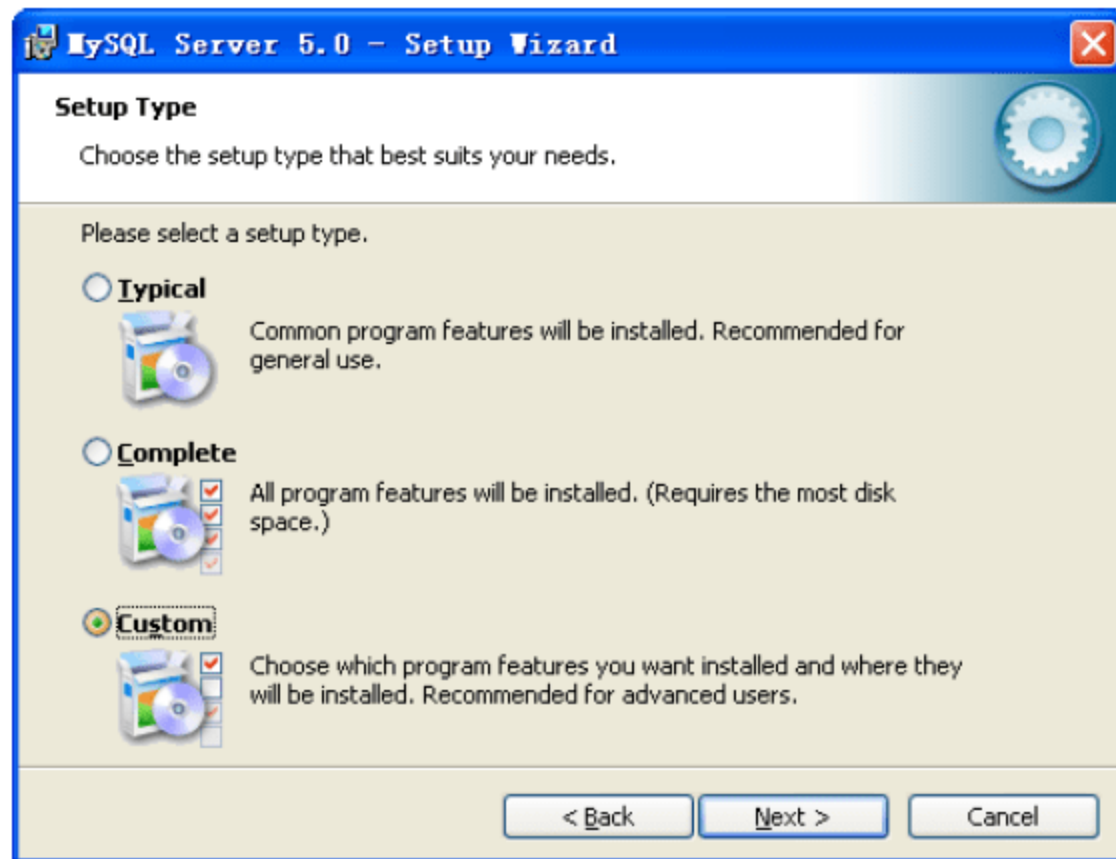 MySQL Server 5.0 - Setup Wizard
Setup Type
Choose the setup type that best suits your needs.
Please select a setup type.
Typical
Common program features will be installed. Recommended for
general use.
Complete
All program features will be installed. (Requires the most disk
space.)
Custom
Choose which program features you want installed and where they
will be installed. Recommended for advanced users.
< Back
Next >
Cancel